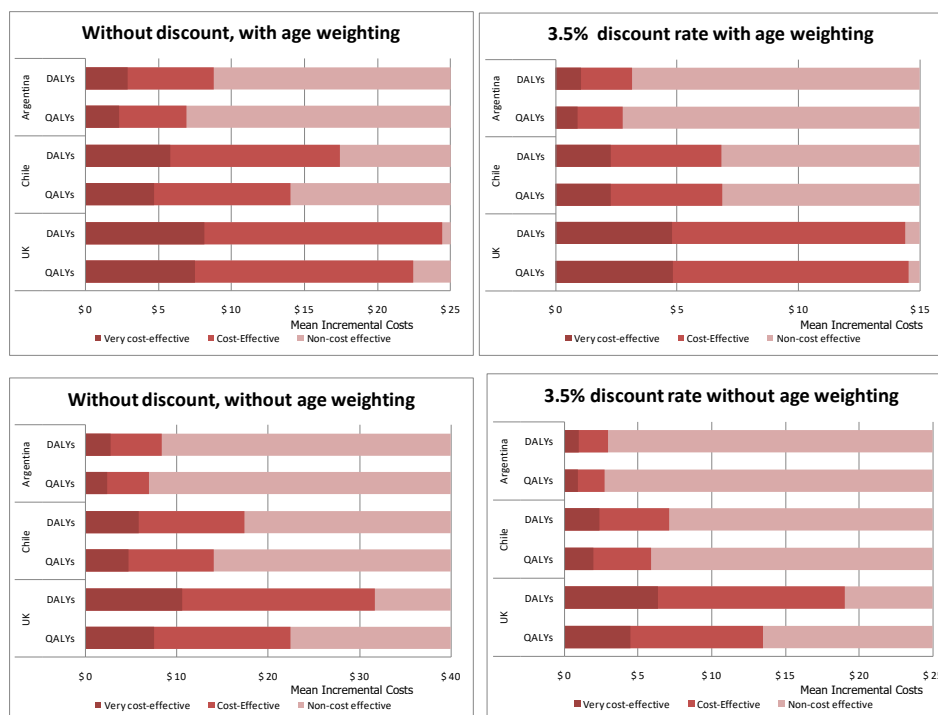 Without discount, with age weighting
Argentina
DALYs
QALYs
Chile
DALYs
QALYs
UK
DALYs
QALYs
$ 0 $ 5 $ 10 $ 15 $ 20 $ 25
Mean Incremental Costs
Very cost-effective Cost-Effective Non-cost effective
3.5% discount rate with age weighting
Argentina
DALYs
QALYs
Chile
DALYs
QALYs
UK
DALYs
QALYs
$ 0 $ 5 $ 10 $ 15
Mean Incremental Costs
Very cost-effective Cost-Effective Non-cost effective
Without discount, without age weighting
Argentina
DALYs
QALYs
Chile
DALYs
QALYs
UK
DALYs
QALYs
$ 0 $ 10 $ 20 $ 30 $ 40
Mean Incremental Costs
Very cost-effective Cost-Effective Non-cost effective
3.5% discount rate without age weighting
Argentina
DALYs
QALYs
Chile
DALYs
QALYs
UK
DALYs
QALYs
$ 0 $ 5 $ 10 $ 15 $ 20 $ 25
Mean Incremental Costs
Very cost-effective Cost-Effective Non-cost effective